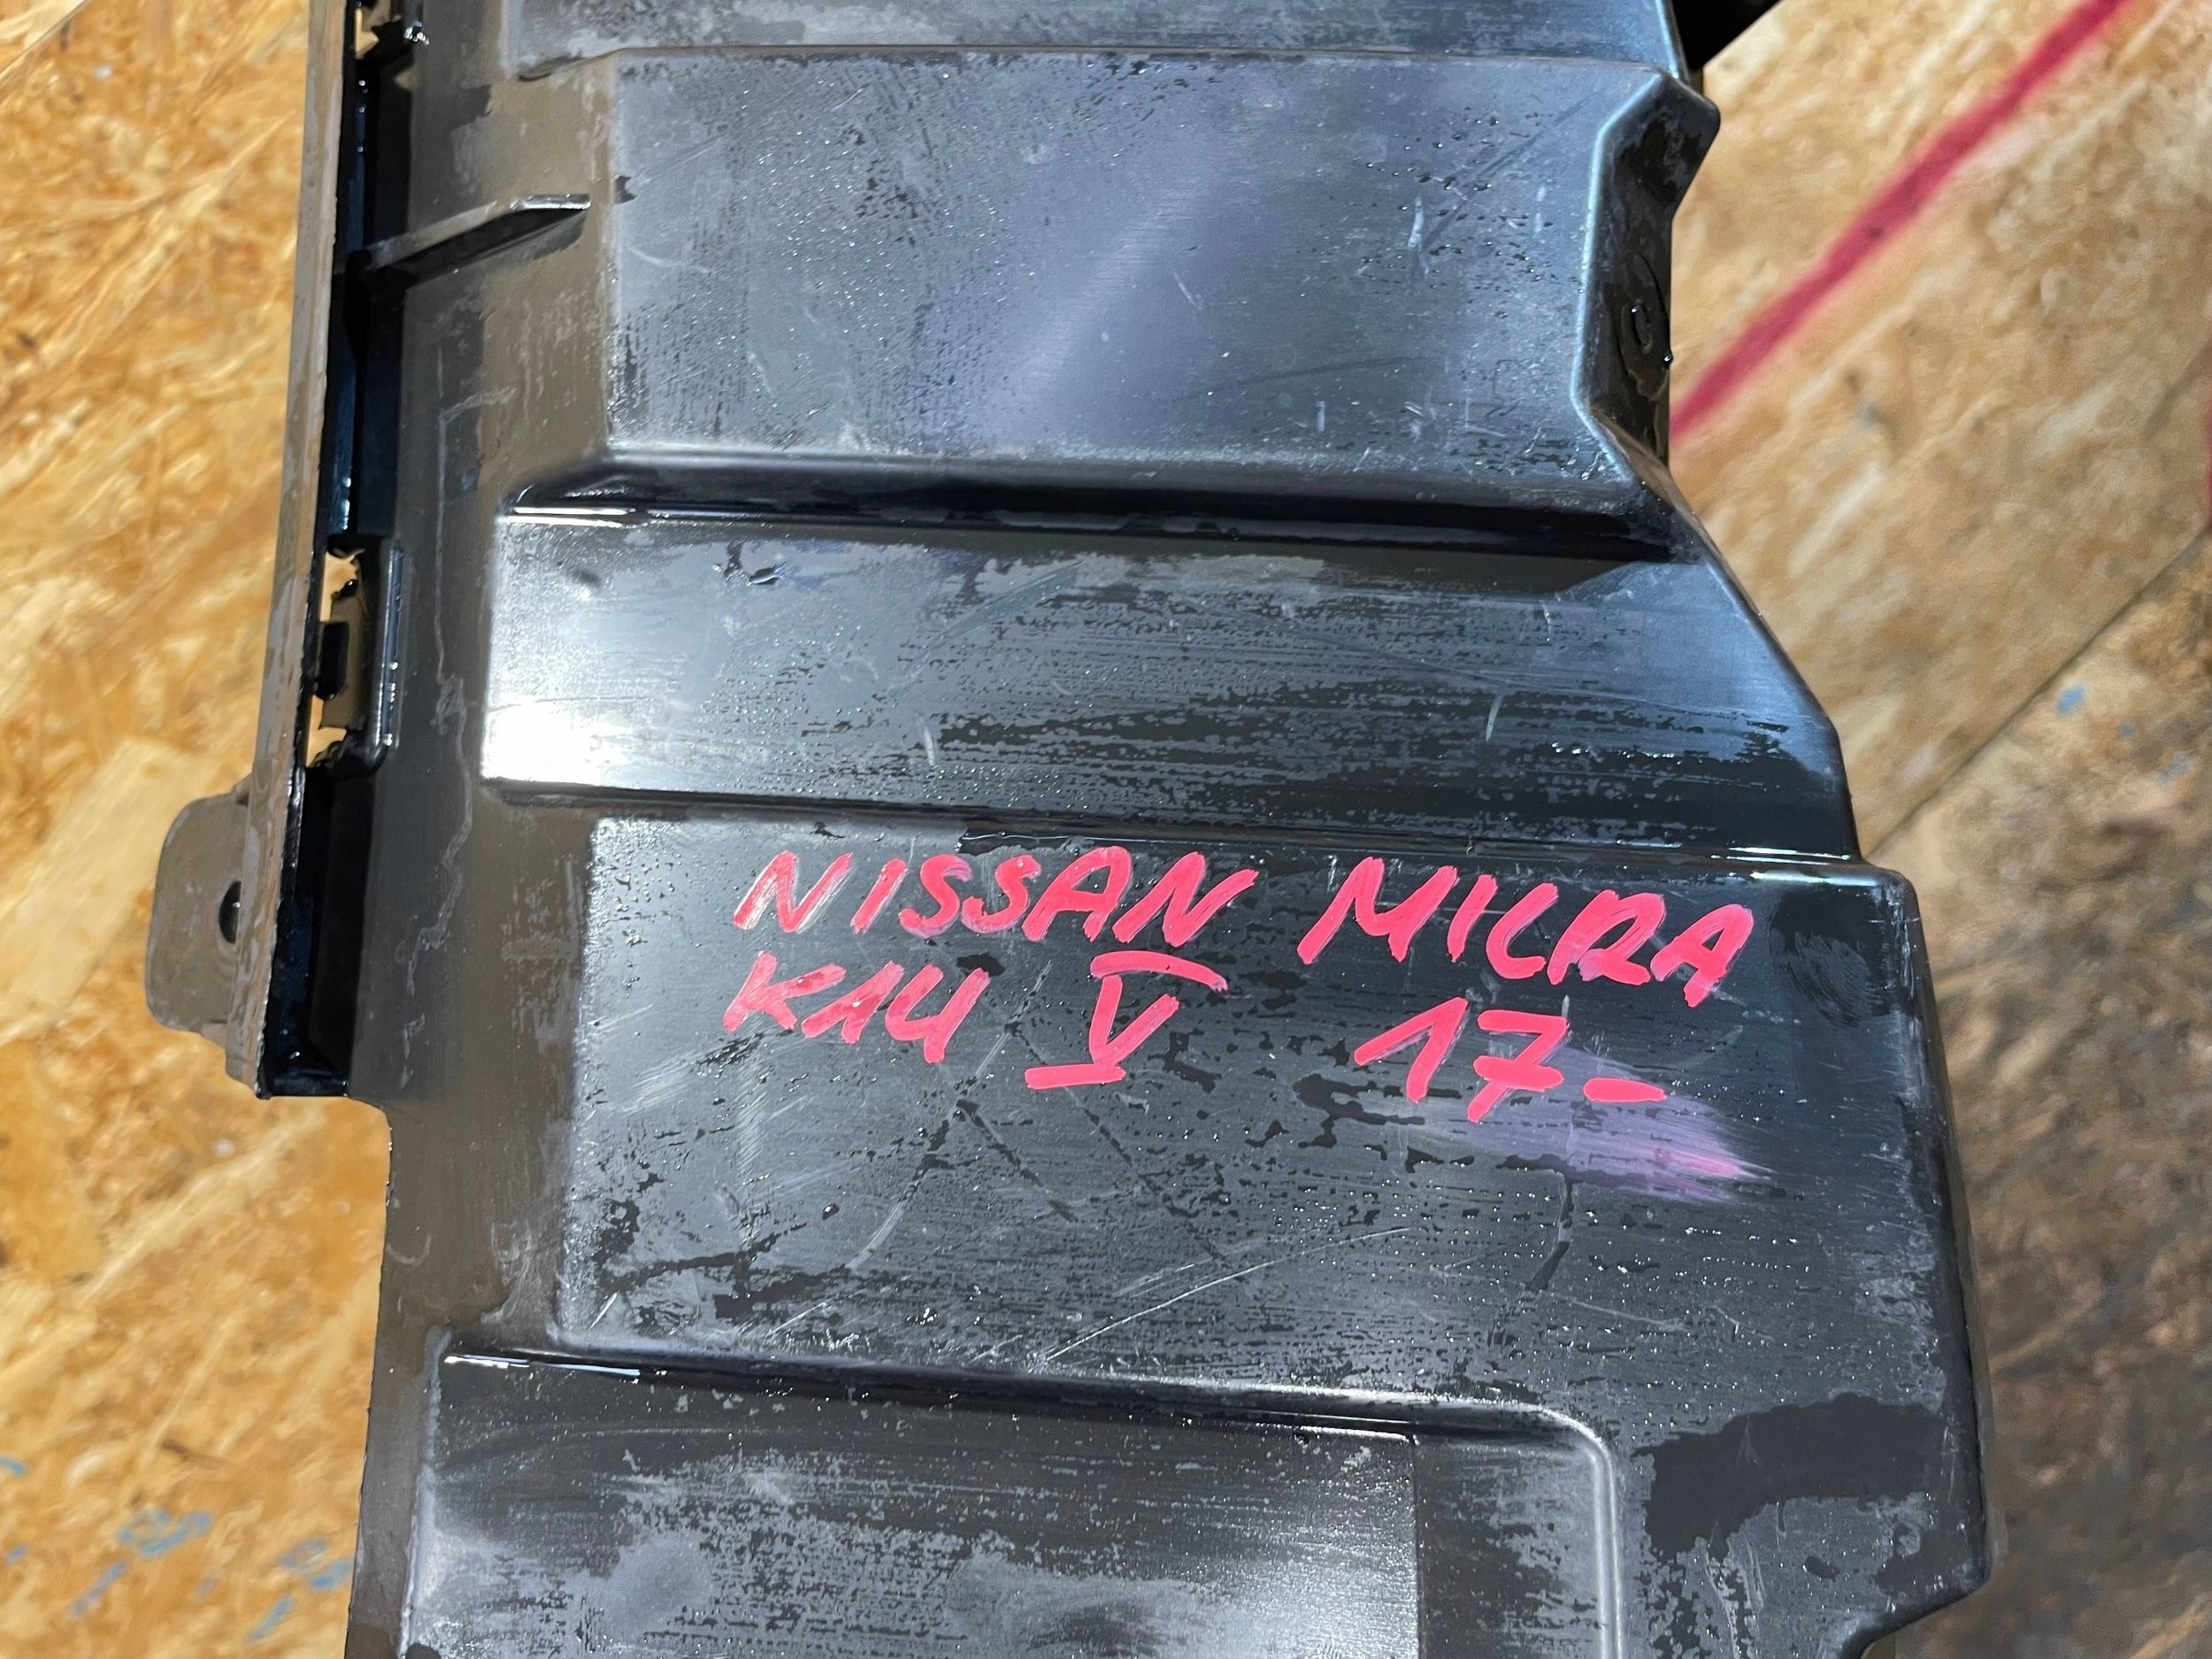 NISSAN MICRA
K14 V 17-